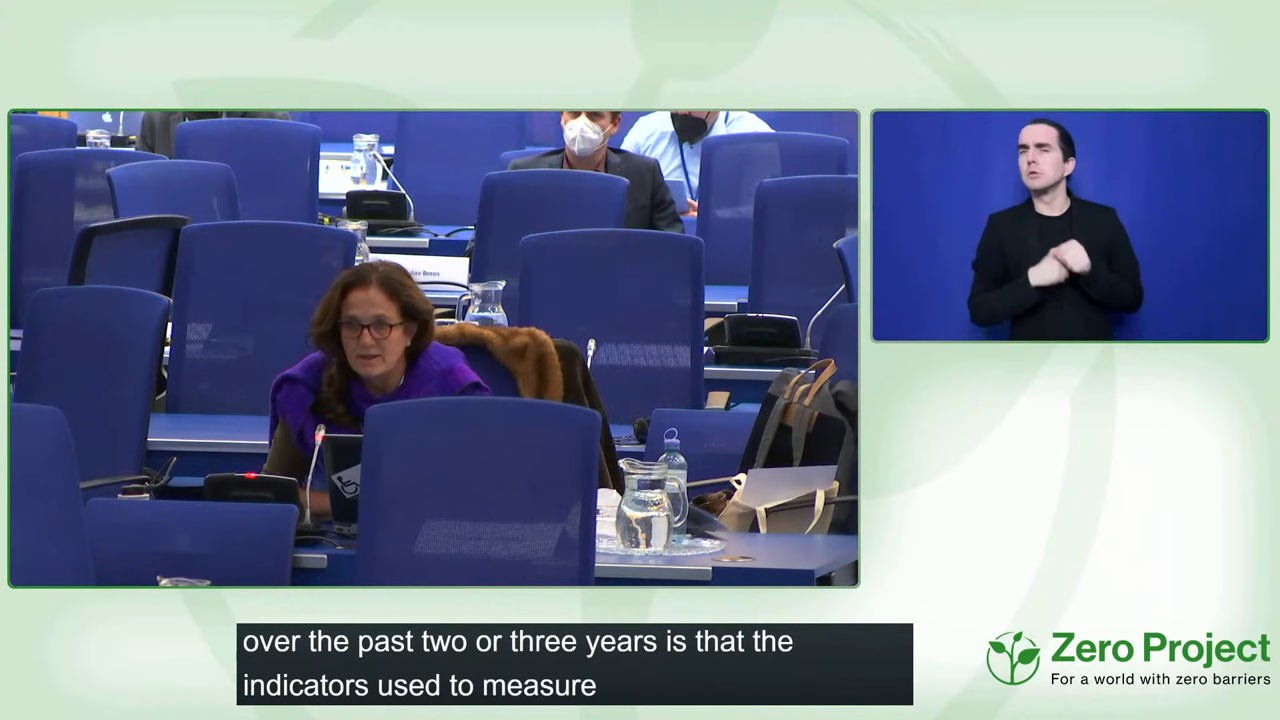 over the past two or three years is that the
indicators used to measure
Zero Project
For a world with zero barriers